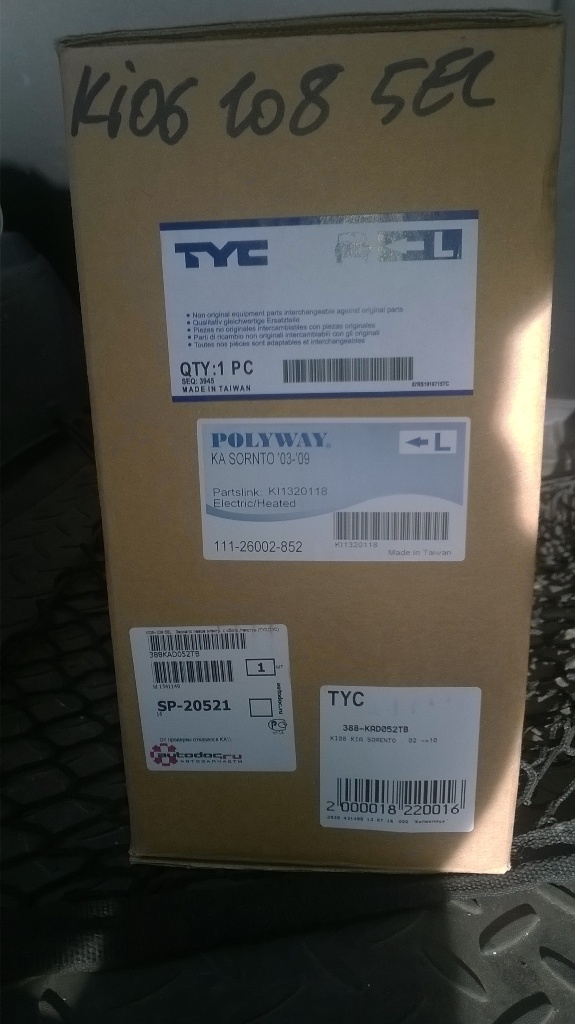 Ki06 108 5EL
TYC
L
• Non original equipment parts interchangeable against original parts
• Qualitativ gleichwertige Ersatzteile
• Piezas no originales intercambiables con piezas originales
• Parti di ricambio non originali intercambiabili con gli originali
• Toutes nos pièces sont adaptables et interchangeables
QTY:1 PC
SEQ: 3945
MADE IN TAIWAN
POLYWAY
L
KA SORNTO '03-'09
Partslink: KI1320118
Electric/Heated
111-26002-852
KI1320118
Made in Taiwan
388KAD052TB
1
SP-20521
autodoc.ru
autodoc.ru
АВТОЗАПЧАСТИ
TYC
388-KAD052TB
KI06 KIA SORENTO 02 -->10
2 000018 220016